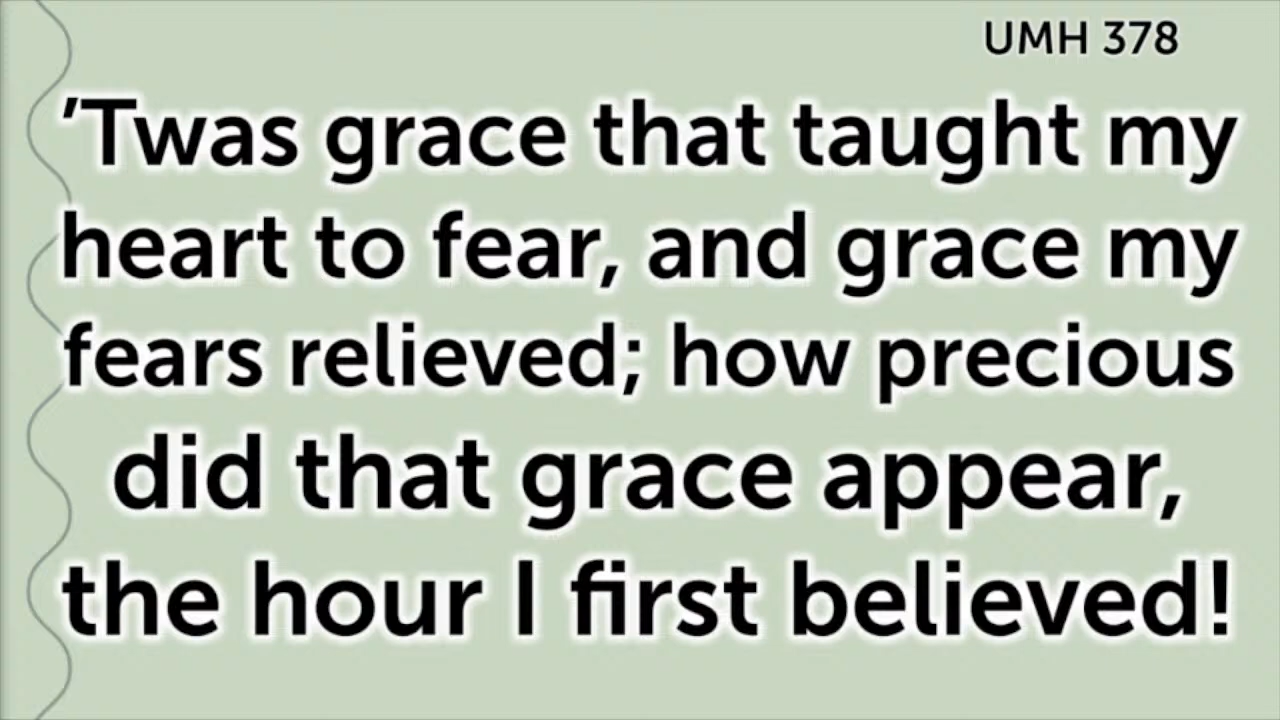 UMH 378
’Twas grace that taught my
heart to fear, and grace my
fears relieved; how precious
did that grace appear,
the hour I first believed!